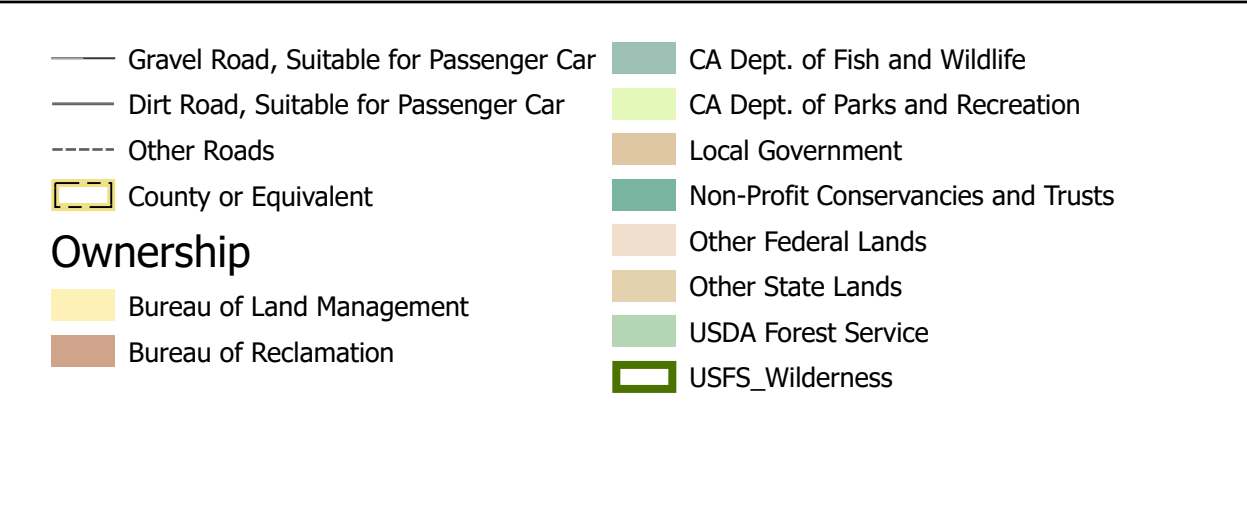 Gravel Road, Suitable for Passenger Car
Dirt Road, Suitable for Passenger Car
Other Roads
County or Equivalent
Ownership
Bureau of Land Management
Bureau of Reclamation
CA Dept. of Fish and Wildlife
CA Dept. of Parks and Recreation
Local Government
Non-Profit Conservancies and Trusts
Other Federal Lands
Other State Lands
USDA Forest Service
USFS_Wilderness